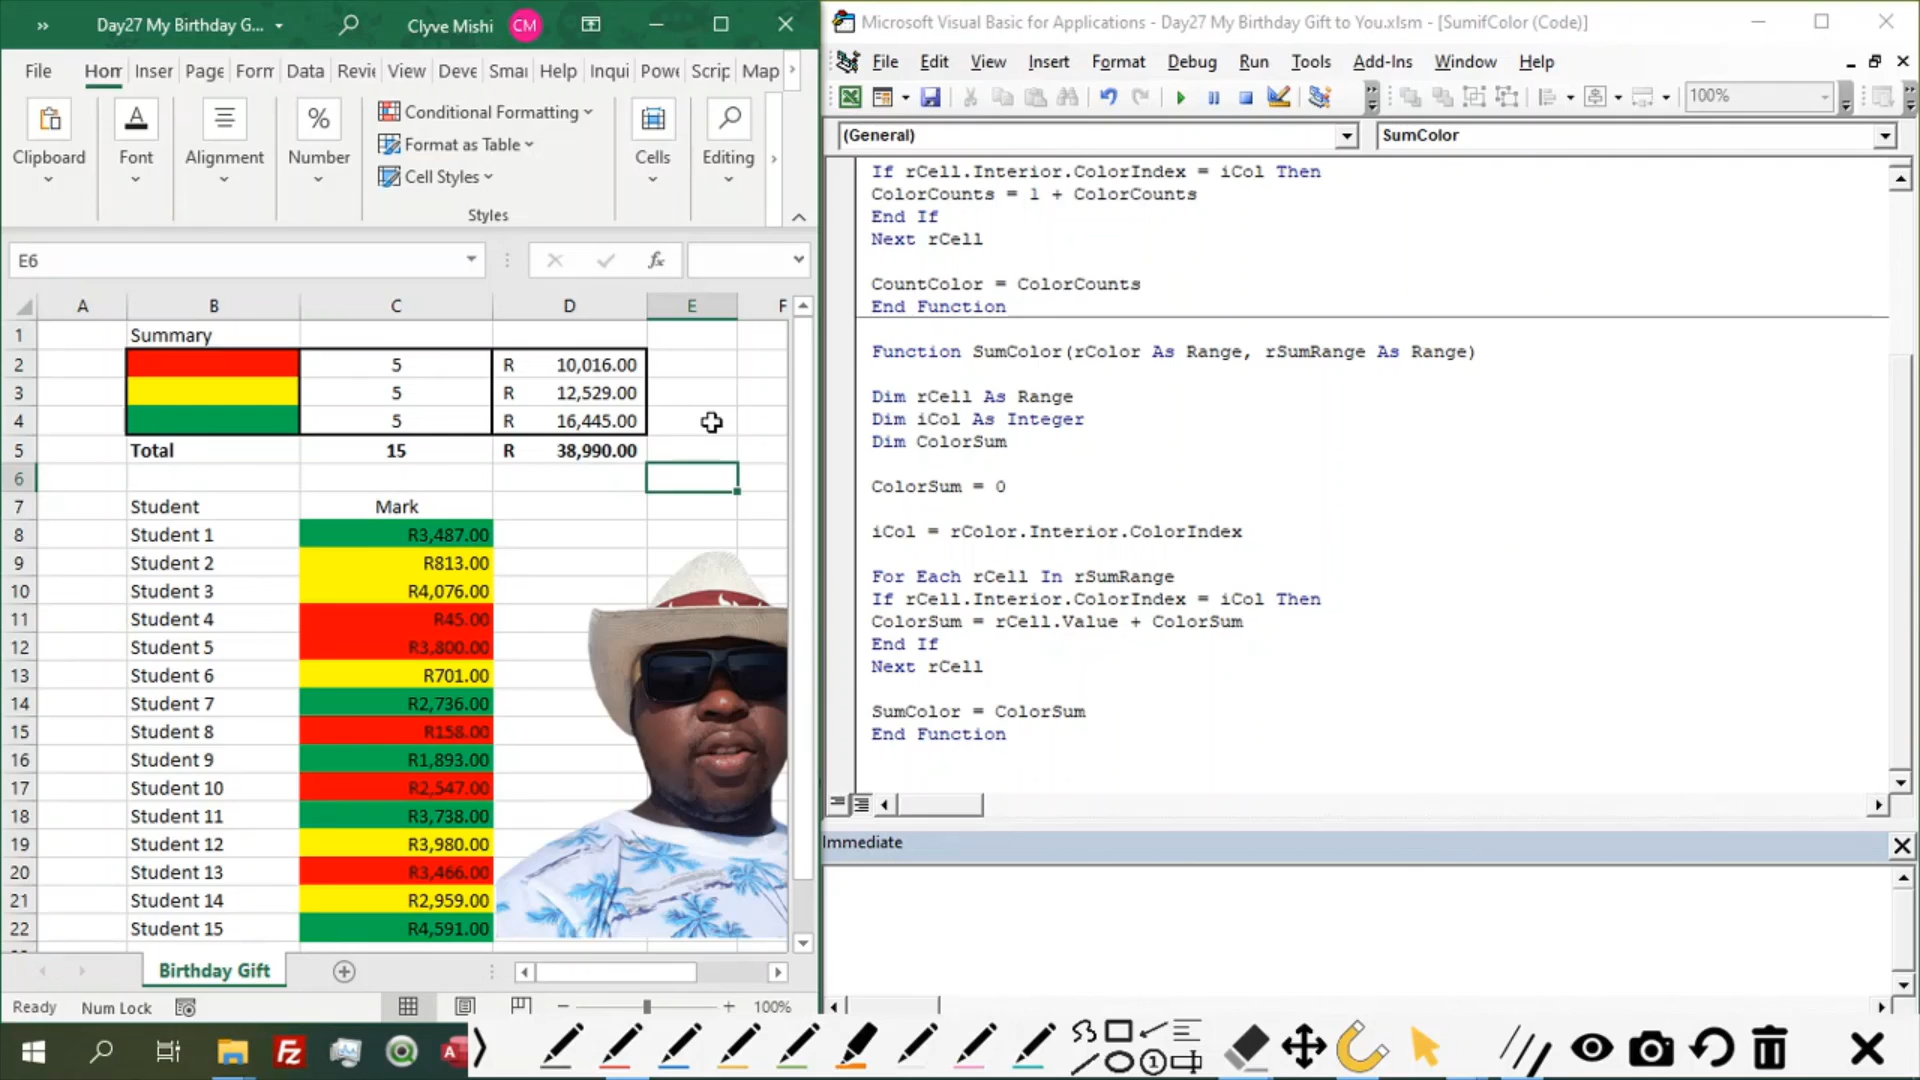 Day27 My Birthday G...
Clyve Mishi
CM
File
Hon
Inser
Page
Form
Data
Revie
View
Deve
Smar
Help
Inqui
Powe
Scrip
Map
Clipboard
Font
Alignment
Number
Conditional Formatting
Format as Table
Cell Styles
Styles
Cells
Editing
E6
fx
A B C D E F
1 Summary
2 5 R 10,016.00
3 5 R 12,529.00
4 5 R 16,445.00
5 Total 15 R 38,990.00
6
7 Student Mark
8 Student 1 R3,487.00
9 Student 2 R813.00
10 Student 3 R4,076.00
11 Student 4 R45.00
12 Student 5 R3,800.00
13 Student 6 R701.00
14 Student 7 R2,736.00
15 Student 8 R158.00
16 Student 9 R1,893.00
17 Student 10 R2,547.00
18 Student 11 R3,738.00
19 Student 12 R3,980.00
20 Student 13 R3,466.00
21 Student 14 R2,959.00
22 Student 15 R4,591.00
Birthday Gift
Ready Num Lock 100%
Microsoft Visual Basic for Applications - Day27 My Birthday Gift to You.xlsm - [SumifColor (Code)]
File Edit View Insert Format Debug Run Tools Add-Ins Window Help
100%
(General) SumColor
If rCell.Interior.ColorIndex = iCol Then
ColorCounts = 1 + ColorCounts
End If
Next rCell
CountColor = ColorCounts
End Function
Function SumColor(rColor As Range, rSumRange As Range)
Dim rCell As Range
Dim iCol As Integer
Dim ColorSum
ColorSum = 0
iCol = rColor.Interior.ColorIndex
For Each rCell In rSumRange
If rCell.Interior.ColorIndex = iCol Then
ColorSum = rCell.Value + ColorSum
End If
Next rCell
SumColor = ColorSum
End Function
Immediate